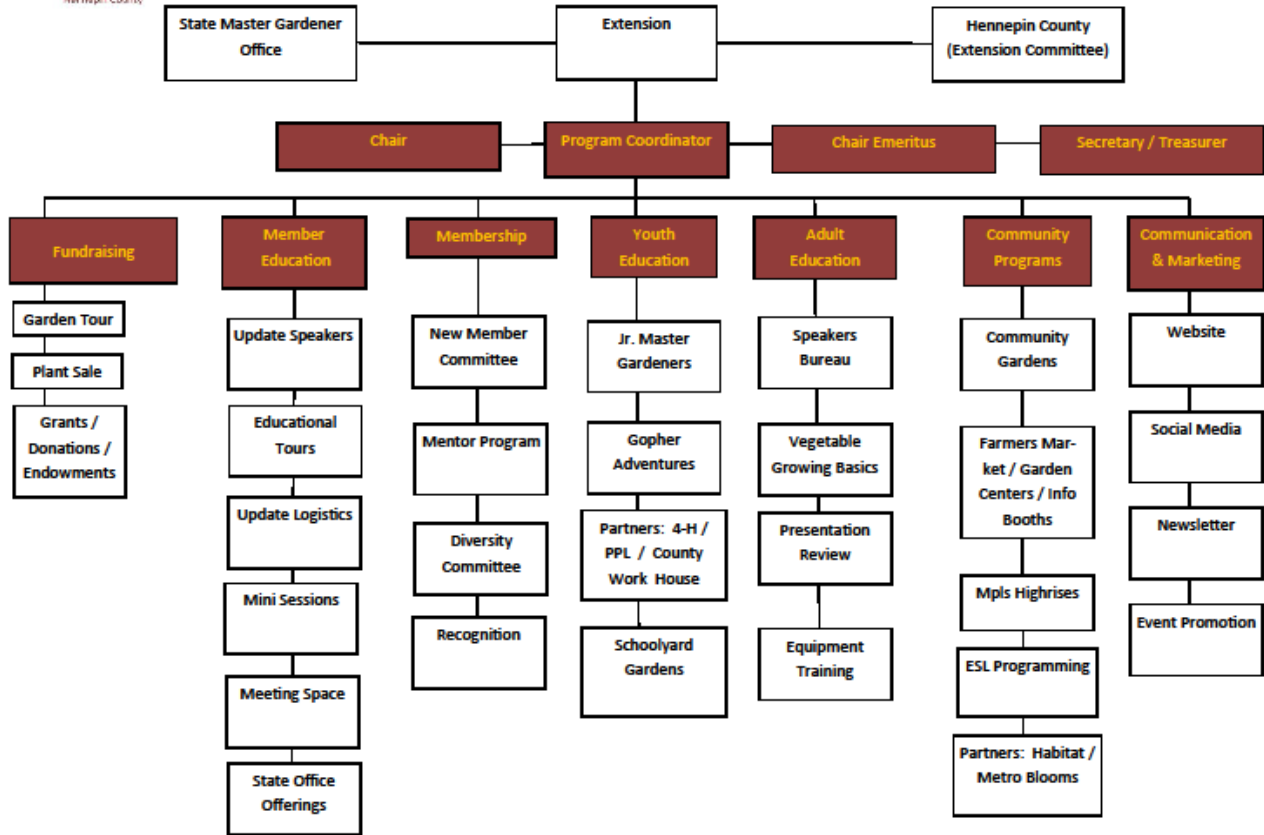 Hennepin County
State Master Gardener
Office
Extension
Hennepin County
(Extension Committee)
Chair
Program Coordinator
Chair Emeritus
Secretary / Treasurer
Fundraising
Garden Tour
Plant Sale
Grants /
Donations /
Endowments
Member
Education
Update Speakers
Educational
Tours
Update Logistics
Mini Sessions
Meeting Space
State Office
Offerings
Membership
New Member
Committee
Mentor Program
Diversity
Committee
Recognition
Youth
Education
Jr. Master
Gardeners
Gopher
Adventures
Partners: 4-H /
PPL / County
Work House
Schoolyard
Gardens
Adult
Education
Speakers
Bureau
Vegetable
Growing Basics
Presentation
Review
Equipment
Training
Community
Programs
Community
Gardens
Farmers Mar-
ket / Garden
Centers / Info
Booths
Mpls Highrises
ESL Programming
Partners: Habitat /
Metro Blooms
Communication
& Marketing
Website
Social Media
Newsletter
Event Promotion